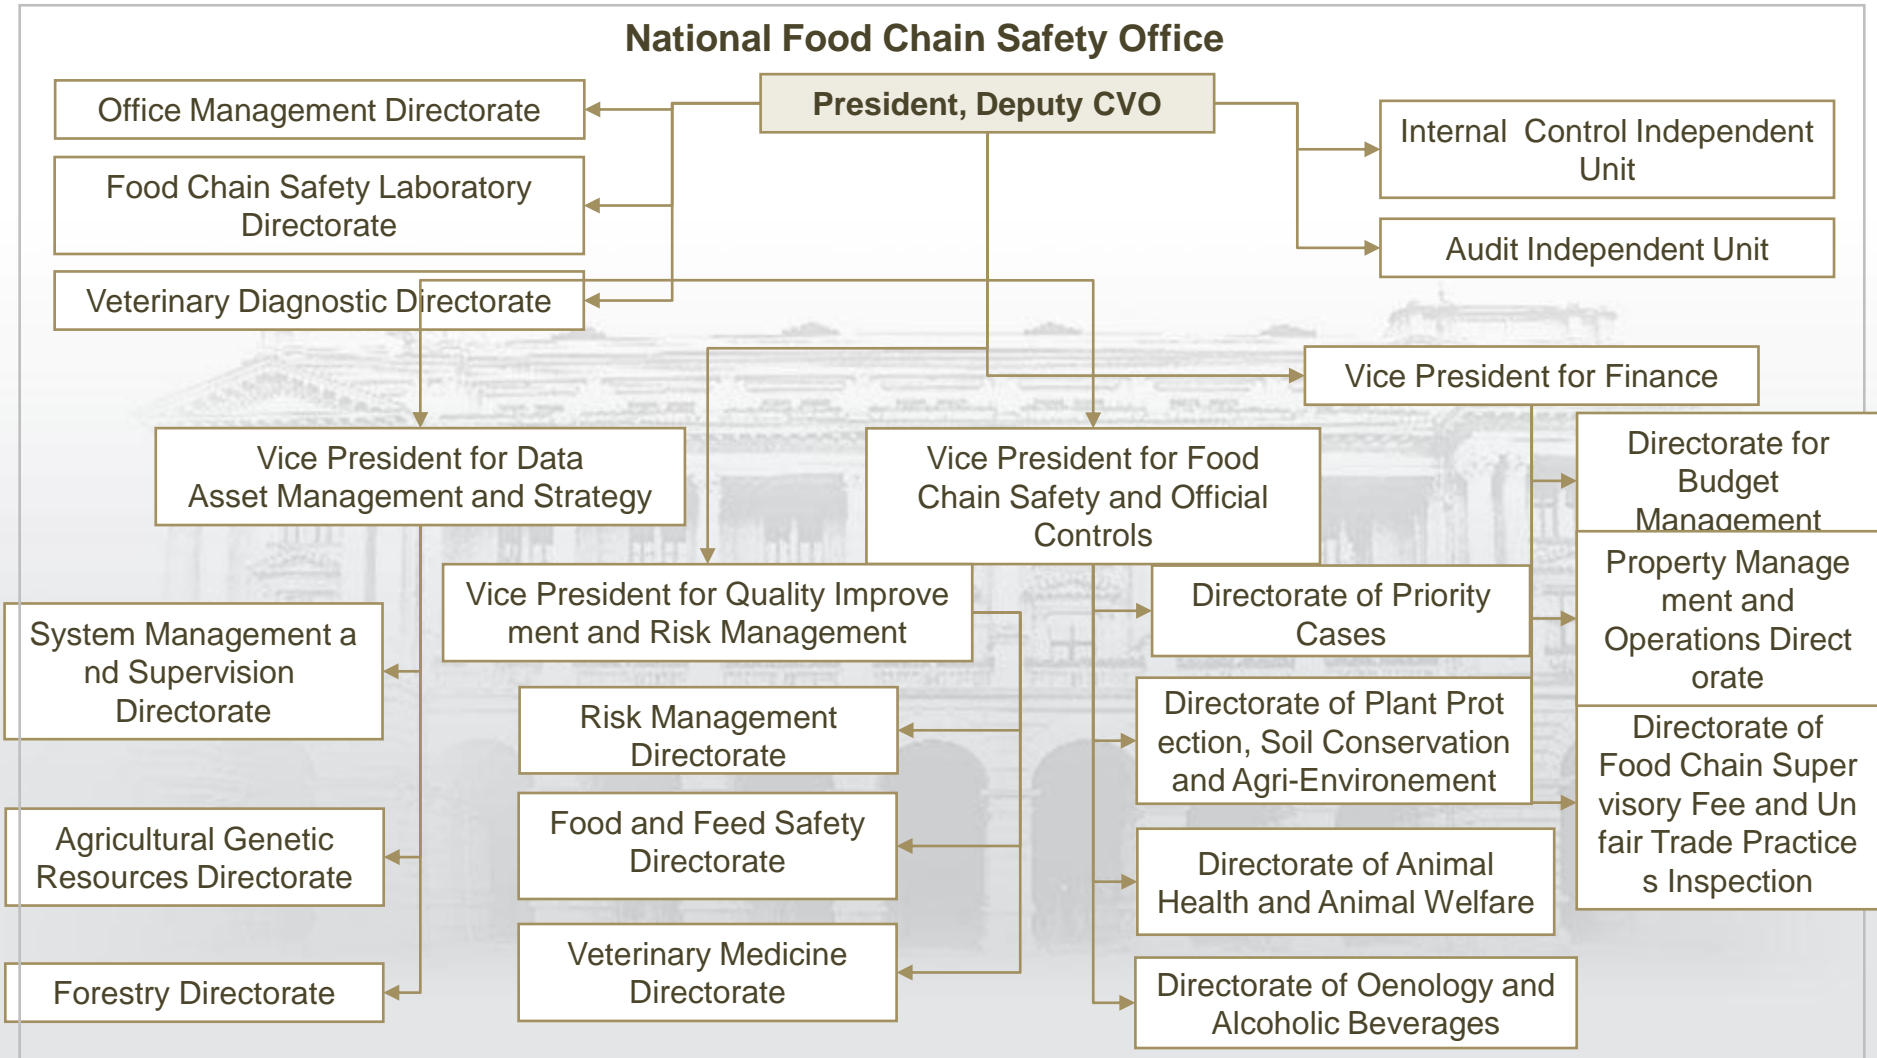 National Food Chain Safety Office
President, Deputy CVO
Office Management Directorate
Food Chain Safety Laboratory
Directorate
Veterinary Diagnostic Directorate
Internal Control Independent
Unit
Audit Independent Unit
Vice President for Finance
Vice President for Data
Asset Management and Strategy
Vice President for Food
Chain Safety and Official
Controls
Directorate for
Budget
Management
Vice President for Quality Improve
ment and Risk Management
Directorate of Priority
Cases
Property Manage
ment and
Operations Direct
orate
System Management a
nd Supervision
Directorate
Risk Management
Directorate
Directorate of Plant Prot
ection, Soil Conservation
and Agri-Environement
Directorate of
Food Chain Super
visory Fee and Un
fair Trade Practice
s Inspection
Agricultural Genetic
Resources Directorate
Food and Feed Safety
Directorate
Directorate of Animal
Health and Animal Welfare
Forestry Directorate
Veterinary Medicine
Directorate
Directorate of Oenology and
Alcoholic Beverages